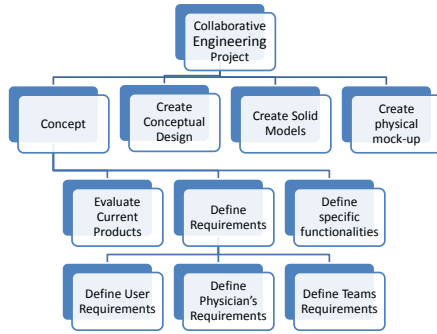 Collaborative
Engineering
Project
Concept
Create
Conceptual
Design
Create Solid
Models
Create
physical
mock-up
Evaluate
Current
Products
Define
Requirements
Define
specific
functionalities
Define User
Requirements
Define
Physician's
Requirements
Define Teams
Requirements